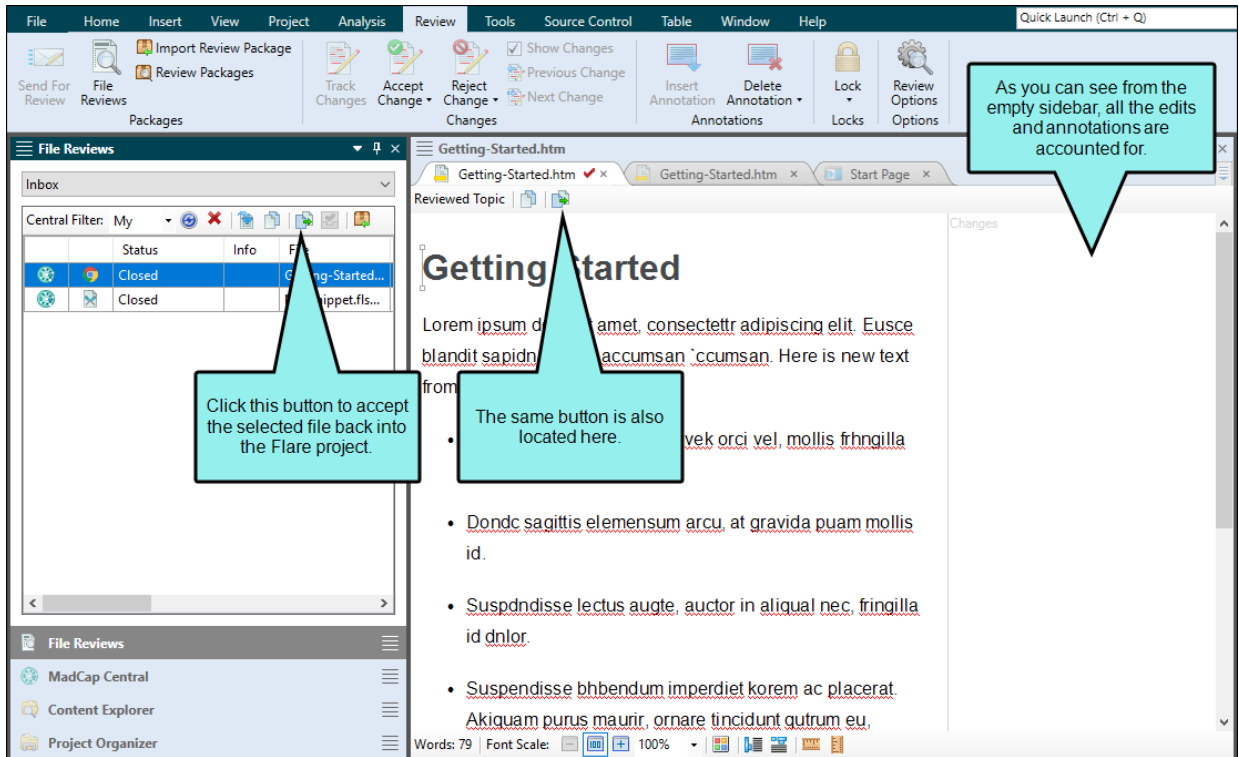 File Home Insert View Project Analysis Review Tools Source Control Table Window Help Quick Launch (Ctrl + Q)
Send For Review
File Reviews
Import Review Package
Review Packages
Packages
Track Changes
Accept Change
Reject Change
Show Changes
Previous Change
Next Change
Changes
Insert Annotation
Delete Annotation
Annotations
Lock
Locks
Review Options
Options
As you can see from the
empty sidebar, all the edits
and annotations are
accounted for.
File Reviews
Inbox
Central Filter: My
Status Info
Closed
ng-Started...
Closed
ippet.fls...
Click this button to accept
the selected file back into
the Flare project.
File Reviews
MadCap Central
Content Explorer
Project Organizer
Getting-Started.htm
Getting-Started.htm Getting-Started.htm Start Page
Reviewed Topic
Changes
Getting Started
Lorem ipsum d amet, consectettr adipiscing elit. Eusce
blandit sapidn accumsan `ccumsan. Here is new text
from
The same button is also
located here.
vek orci vel, mollis frhngilla
• Dondc sagittis elemensum arcu, at gravida puam mollis
id.
• Suspdndisse lectus augte, auctor in aliqual nec, fringilla
id dnlor.
• Suspendisse bhbendum imperdiet korem ac placerat.
Akiquam purus maurir, ornare tincidunt qutrum eu,
Words: 79 Font Scale: 100 100%